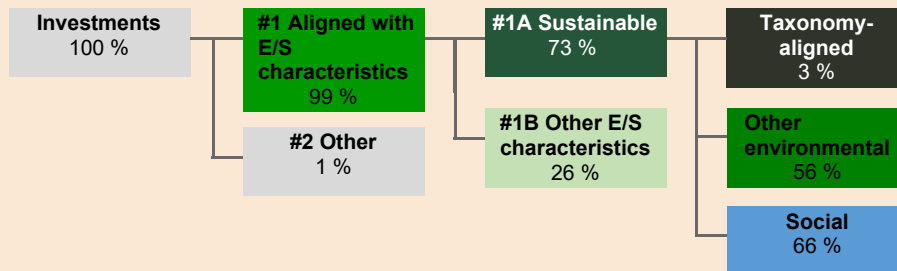 Investments
100 %
#1 Aligned with
E/S
characteristics
99 %
#2 Other
1 %
#1A Sustainable
73 %
#1B Other E/S
characteristics
26 %
Taxonomy-
aligned
3 %
Other
environmental
56 %
Social
66 %